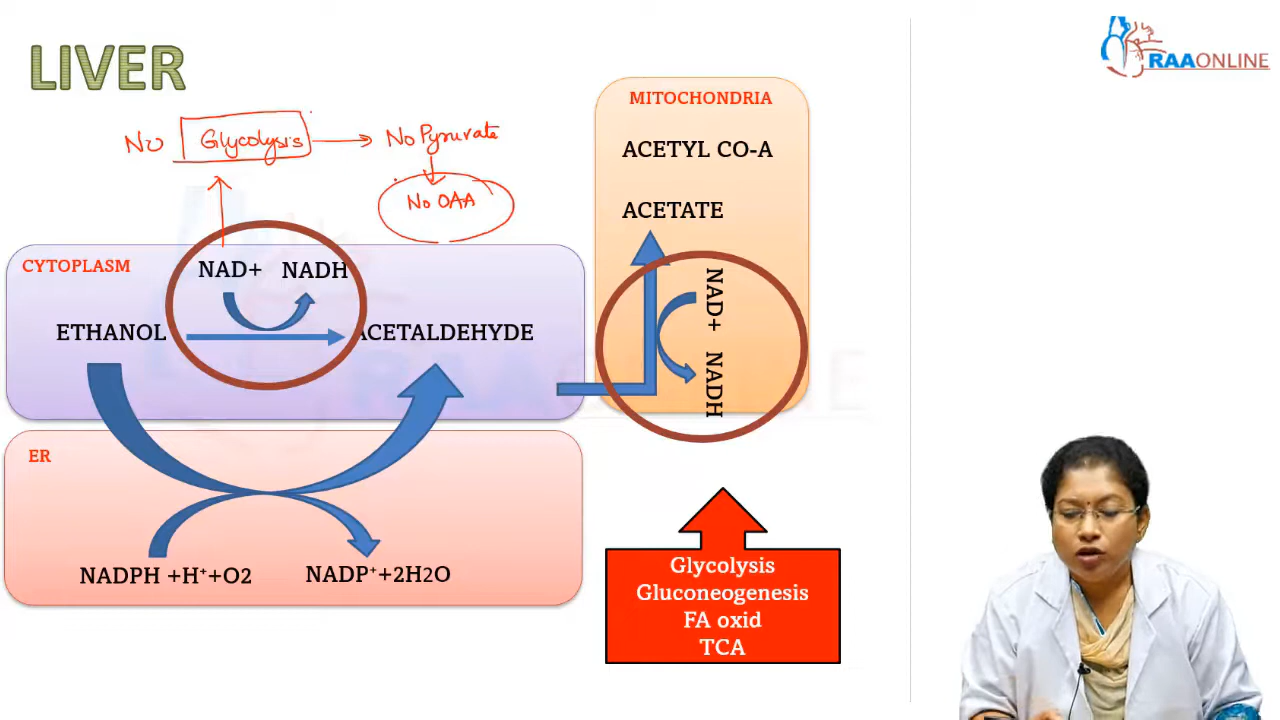 LIVER
RAAONLINE
No Glycolysis → No Pyruvate
No OAA
MITOCHONDRIA
ACETYL CO-A
ACETATE
NAD+ NADH
CYTOPLASM
NAD+ NADH
ETHANOL ACETALDEHYDE
ER
NADPH +H⁺+O2 NADP⁺+2H2O
Glycolysis
Gluconeogenesis
FA oxid
TCA